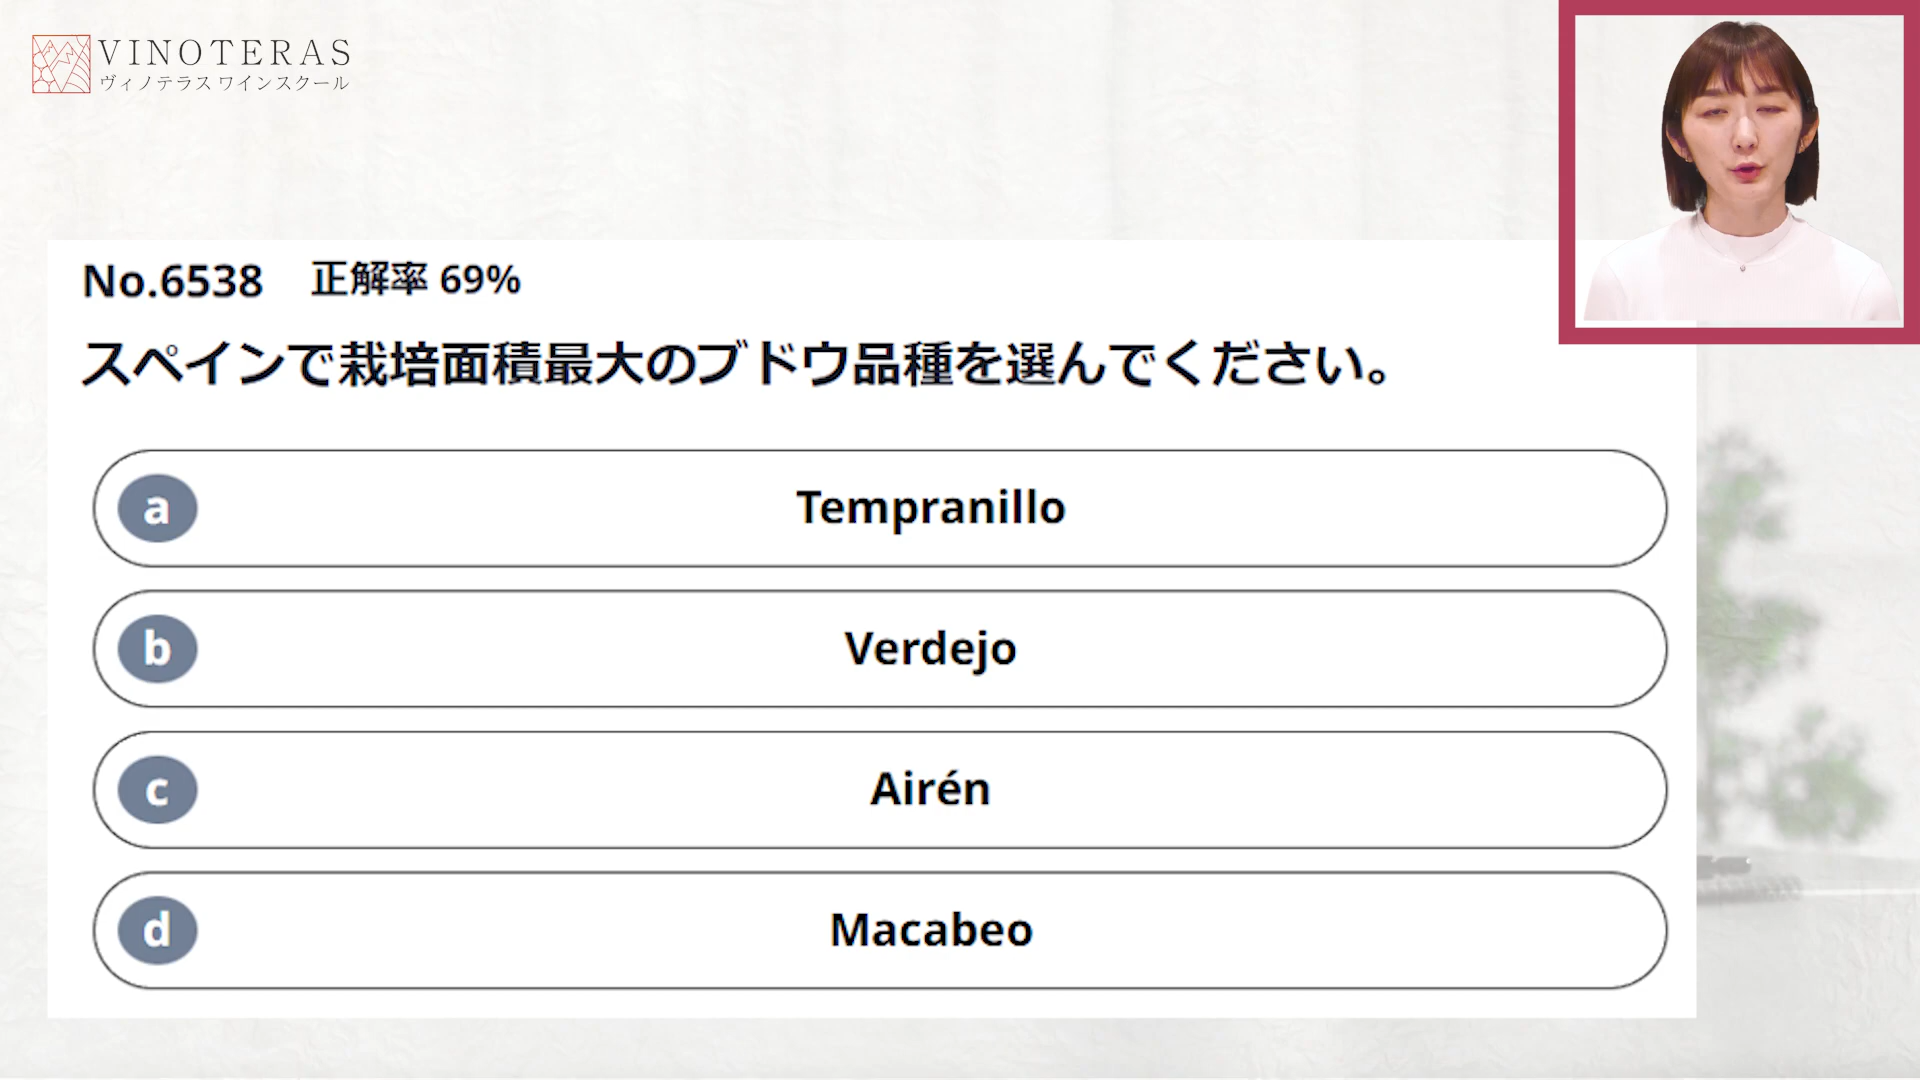 VINOTERAS
ヴィノテラス ワインスクール
No.6538 正解率 69%
スペインで栽培面積最大のブドウ品種を選んでください。
a Tempranillo
b Verdejo
c Airén
d Macabeo